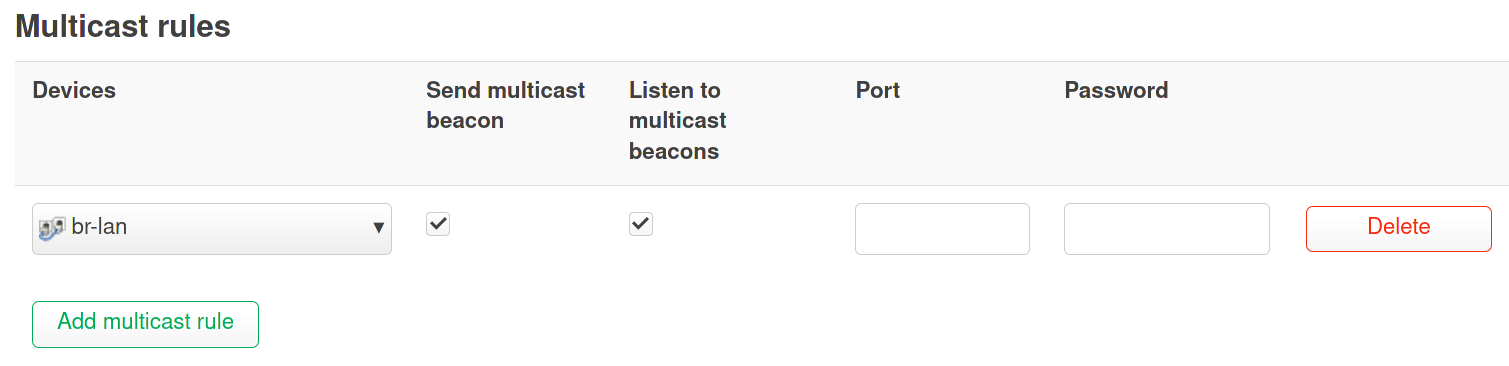 Multicast rules
Devices
Send multicast
beacon
Listen to
multicast
beacons
Port
Password
br-lan
Delete
Add multicast rule